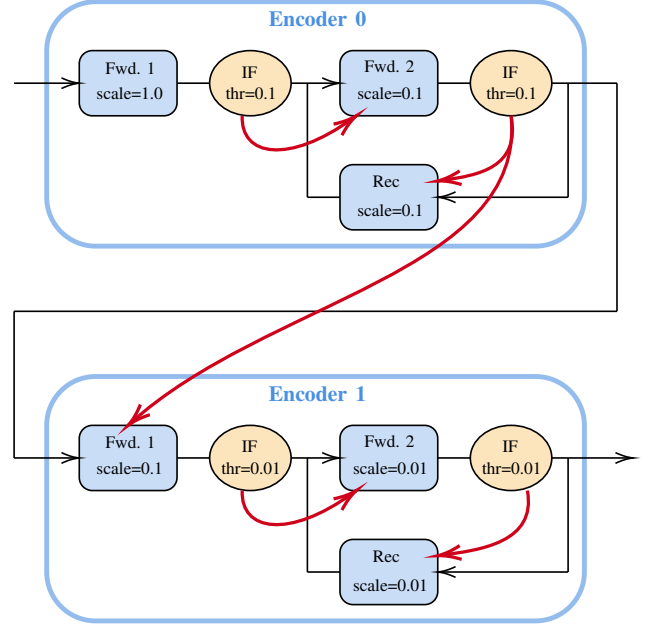 Encoder 0
Fwd. 1
scale=1.0
IF
thr=0.1
Fwd. 2
scale=0.1
IF
thr=0.1
Rec
scale=0.1
Encoder 1
Fwd. 1
scale=0.1
IF
thr=0.01
Fwd. 2
scale=0.01
IF
thr=0.01
Rec
scale=0.01